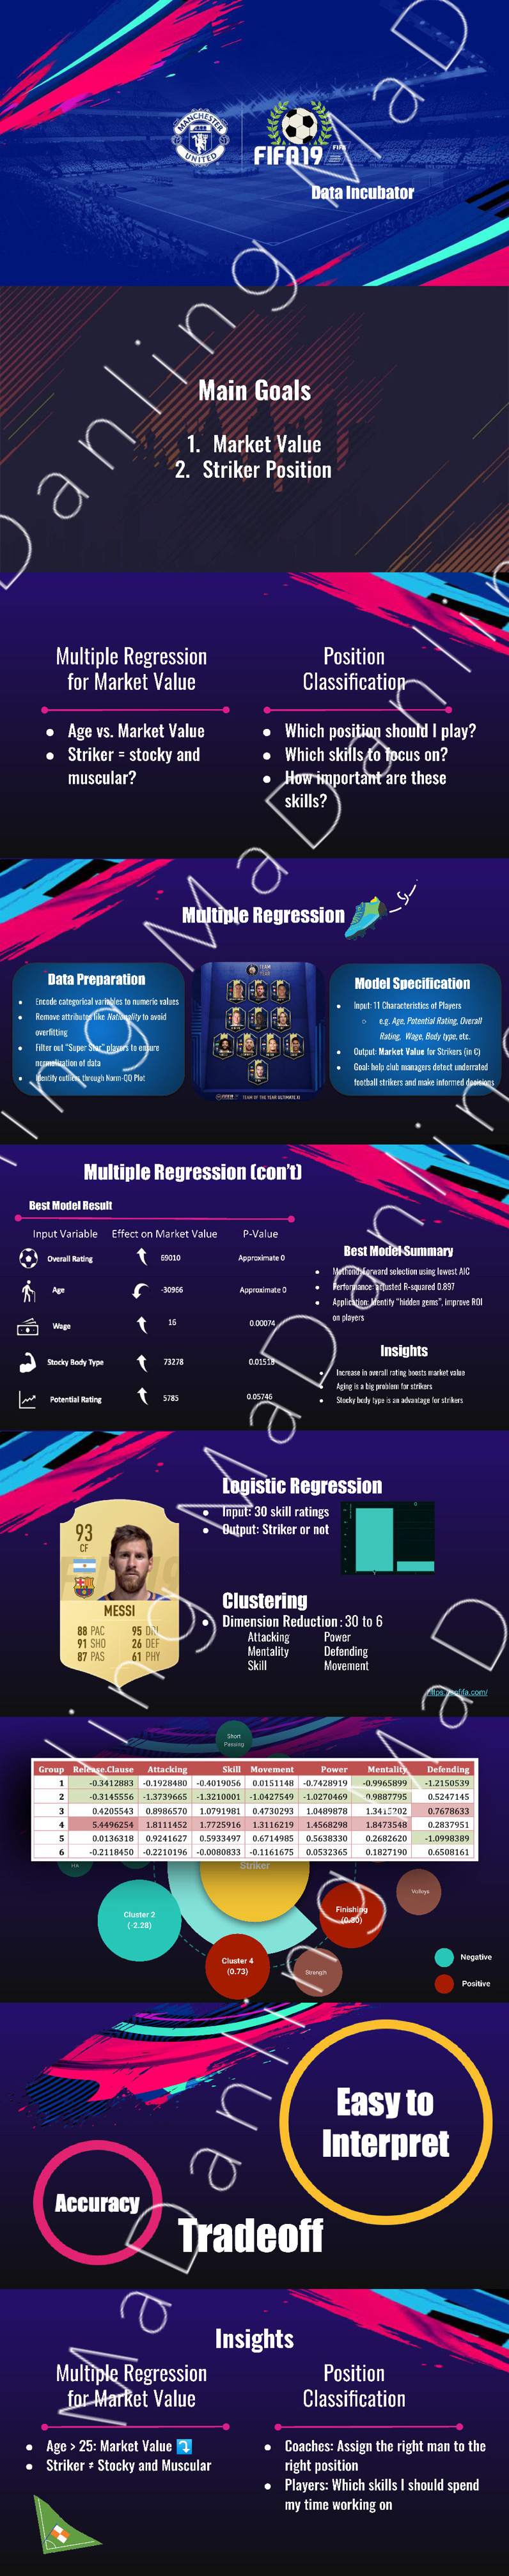 MANCHESTER
UNITED
FIFA19
FIFA
Data Incubator
Main Goals
1. Market Value
2. Striker Position
Multiple Regression
for Market Value
● Age vs. Market Value
● Striker = stocky and
muscular?
Position
Classification
● Which position should I play?
● Which skills to focus on?
● How important are these
skills?
Multiple Regression
Data Preparation
● Encode categorical variables to numeric values
● Remove attributes like Nationality to avoid
overfitting
● Filter out "Super Star" players to ensure
normalization of data
● Identify outliers through Norm-QQ Plot
TEAM
YEAR
TEAM OF THE YEAR ULTIMATE XI
Model Specification
● Input: 11 Characteristics of Players
○ e.g. Age, Potential Rating, Overall
Rating, Wage, Body type, etc.
● Output: Market Value for Strikers (in €)
● Goal: help club managers detect underrated
football strikers and make informed decisions
Multiple Regression (con't)
Best Model Result
Input Variable Effect on Market Value P-Value
Overall Rating 69010 Approximate 0
Age -30966 Approximate 0
Wage 16 0.00074
Stocky Body Type 73278 0.01518
Potential Rating 5785 0.05746
Best Model Summary
● Method: Forward selection using lowest AIC
● Performance: adjusted R-squared 0.897
● Application: Identify "hidden gems", improve ROI
on players
Insights
● Increase in overall rating boosts market value
● Aging is a big problem for strikers
● Stocky body type is an advantage for strikers
93
CF
MESSI
88 PAC 95 DRI
91 SHO 26 DEF
87 PAS 61 PHY
Logistic Regression
● Input: 30 skill ratings
● Output: Striker or not
Clustering
● Dimension Reduction : 30 to 6
Attacking Power
Mentality Defending
Skill Movement
https://sofifa.com/
Short
Passing
Group Release.Clause Attacking Skill Movement Power Mentality Defending
1 -0.3412883 -0.1928480 -0.4019056 0.0151148 -0.7428919 -0.9965899 -1.2150539
2 -0.3145556 -1.3739665 -1.3210001 -1.0427549 -1.0270469 -0.9887795 0.5247145
3 0.4205543 0.8986570 1.0791981 0.4730293 1.0489878 1.3415702 0.7678633
4 5.4496254 1.8111452 1.7725916 1.3116219 1.4568298 1.8473548 0.2837951
5 0.0136318 0.9241627 0.5933497 0.6714985 0.5638330 0.2682620 -1.0998389
6 -0.2118450 -0.2210196 -0.0080833 -0.1161675 0.0532365 0.1827190 0.6508161
Striker
Volleys
Cluster 2
(-2.28)
Finishing
(0.80)
Cluster 4
(0.73)
Strength
Negative
Positive
Easy to
Interpret
Accuracy
Tradeoff
Insights
Multiple Regression
for Market Value
● Age > 25: Market Value ⤵
● Striker ≠ Stocky and Muscular
Position
Classification
● Coaches: Assign the right man to the
right position
● Players: Which skills I should spend
my time working on
Danling Ma